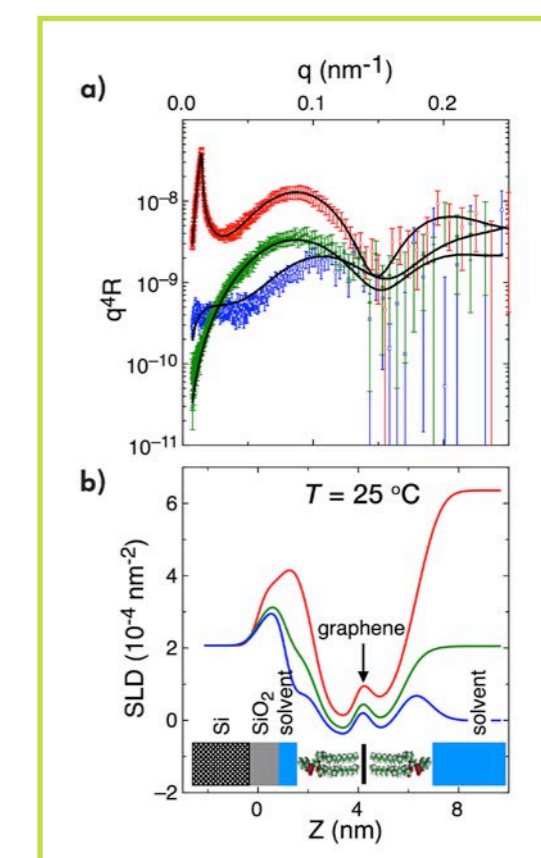 a)
q (nm-1)
0.0 0.1 0.2
10−8
10−9
10−10
10−11
q4R
b)
T = 25 °C
6
4
2
0
−2
SLD (10-4 nm-2)
graphene
Si
SiO2
solvent
solvent
0 4 8
Z (nm)